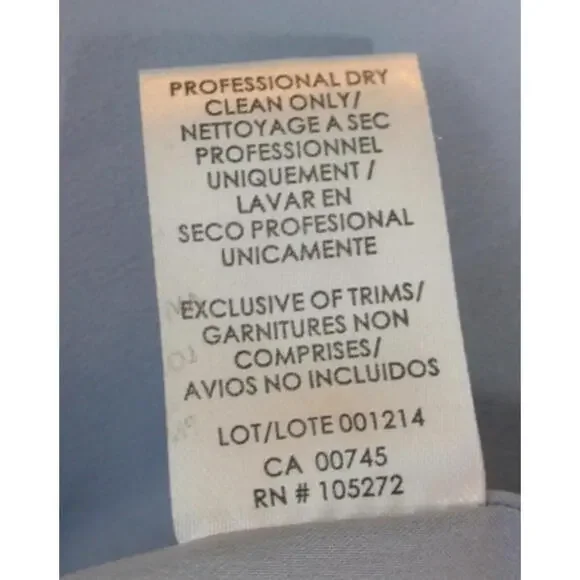 PROFESSIONAL DRY
CLEAN ONLY/
NETTOYAGE A SEC
PROFESSIONNEL
UNIQUEMENT /
LAVAR EN
SECO PROFESIONAL
UNICAMENTE
EXCLUSIVE OF TRIMS/
GARNITURES NON
COMPRISES/
AVIOS NO INCLUIDOS
LOT/LOTE 001214
CA 00745
RN # 105272